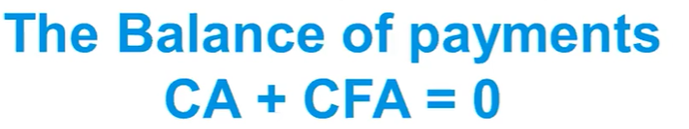 The Balance of payments
CA + CFA = 0